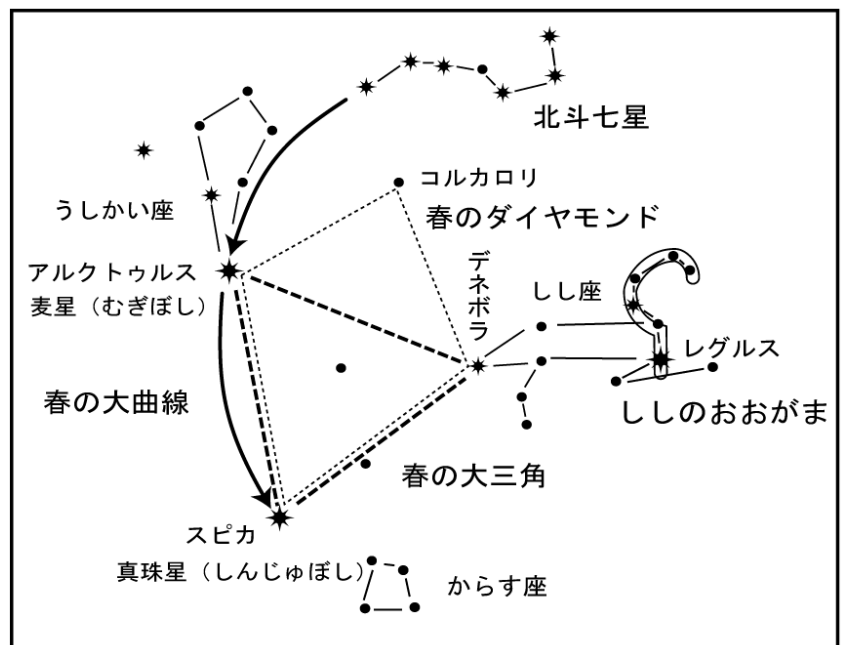 北斗七星
コルカロリ
春のダイヤモンド
うしかい座
デネボラ
しし座
アルクトゥルス
麦星（むぎぼし）
レグルス
春の大曲線
ししのおおがま
春の大三角
スピカ
真珠星（しんじゅぼし）
からす座